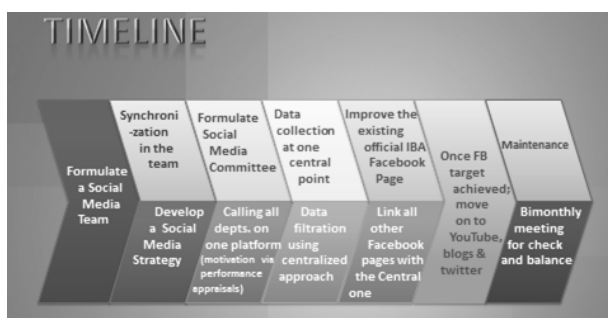 TIMELINE
Formulate
a Social
Media
Team
Synchroni
-zation
in the
team
Develop
a Social
Media
Strategy
Formulate
Social
Media
Committee
Calling all
depts. on
one platform
(motivation via
performance
appraisals)
Data
collection
at one
central
point
Data
filtration
using
centralized
approach
Improve the
existing
official IBA
Facebook
Page
Link all
other
Facebook
pages with
the Central
one
Once FB
target
achieved;
move
on to
YouTube,
blogs &
twitter
Maintenance
Bimonthly
meeting
for check
and balance